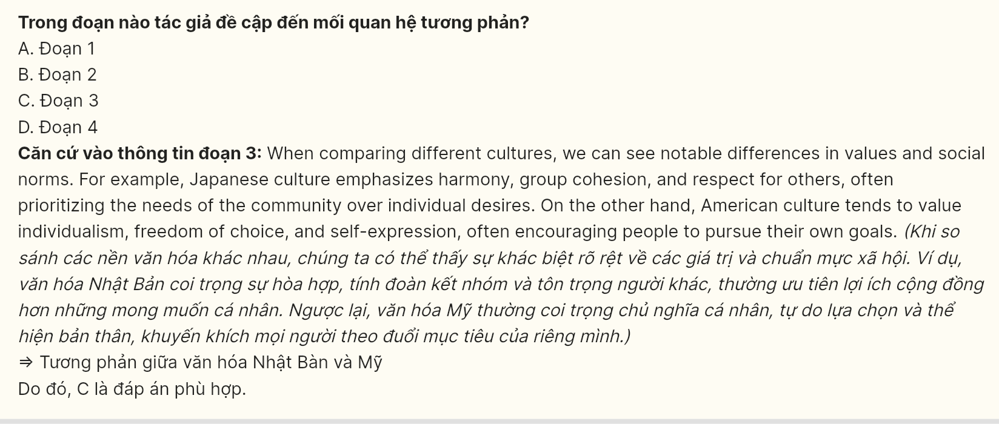 Trong đoạn nào tác giả đề cập đến mối quan hệ tương phản?
A. Đoạn 1
B. Đoạn 2
C. Đoạn 3
D. Đoạn 4
Căn cứ vào thông tin đoạn 3: When comparing different cultures, we can see notable differences in values and social
norms. For example, Japanese culture emphasizes harmony, group cohesion, and respect for others, often
prioritizing the needs of the community over individual desires. On the other hand, American culture tends to value
individualism, freedom of choice, and self-expression, often encouraging people to pursue their own goals. (Khi so
sánh các nền văn hóa khác nhau, chúng ta có thể thấy sự khác biệt rõ rệt về các giá trị và chuẩn mực xã hội. Ví dụ,
văn hóa Nhật Bản coi trọng sự hòa hợp, tính đoàn kết nhóm và tôn trọng người khác, thường ưu tiên lợi ích cộng đồng
hơn những mong muốn cá nhân. Ngược lại, văn hóa Mỹ thường coi trọng chủ nghĩa cá nhân, tự do lựa chọn và thể
hiện bản thân, khuyến khích mọi người theo đuổi mục tiêu của riêng mình.)
⇒ Tương phản giữa văn hóa Nhật Bàn và Mỹ
Do đó, C là đáp án phù hợp.